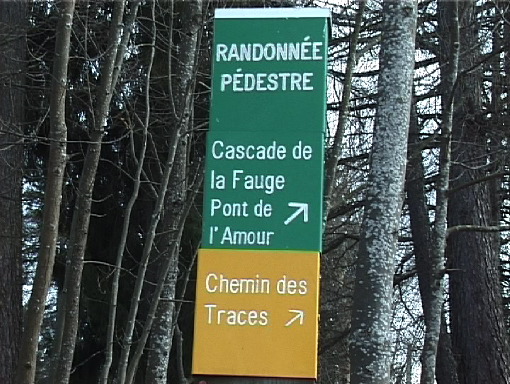 RANDONNÉE
PÉDESTRE
Cascade de
la Fauge
Pont de
l'Amour
Chemin des
Traces